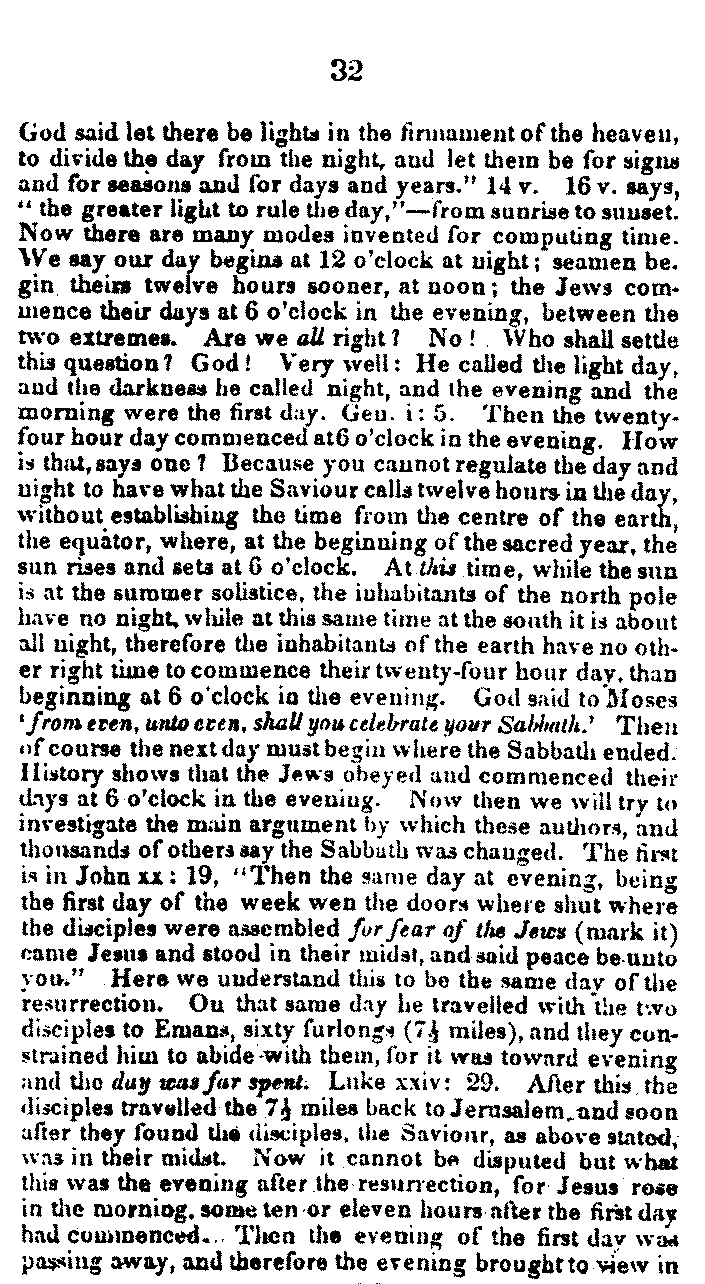 32
God said let there be lights in the firmament of the heaven,
to divide the day from the night, and let them be for signs
and for seasons and for days and years." 14 v. 16 v. says,
" the greater light to rule the day,"—from sunrise to sunset.
Now there are many modes invented for computing time.
We say our day begins at 12 o'clock at night; seamen be-
gin theirs twelve hours sooner, at noon; the Jews com-
mence their days at 6 o'clock in the evening, between the
two extremes. Are we all right? No! Who shall settle
this question? God! Very well: He called the light day,
and the darkness he called night, and the evening and the
morning were the first day. Gen. i: 5. Then the twenty-
four hour day commenced at 6 o'clock in the evening. How
is that, says one? Because you cannot regulate the day and
night to have what the Saviour calls twelve hours in the day,
without establishing the time from the centre of the earth,
the equator, where, at the beginning of the sacred year, the
sun rises and sets at 6 o'clock. At this time, while the sun
is at the summer solistice, the inhabitants of the north pole
have no night, while at this same time at the south it is about
all night, therefore the inhabitants of the earth have no oth-
er right time to commence their twenty-four hour day, than
beginning at 6 o'clock in the evening. God said to Moses
'from even, unto even, shall you celebrate your Sabbath.' Then
of course the next day must begin where the Sabbath ended.
History shows that the Jews obeyed and commenced their
days at 6 o'clock in the evening. Now then we will try to
investigate the main argument by which these authors, and
thousands of others say the Sabbath was changed. The first
is in John xx: 19, "Then the same day at evening, being
the first day of the week wen the doors where shut where
the disciples were assembled for fear of the Jews (mark it)
came Jesus and stood in their midst, and said peace be unto
you." Here we understand this to be the same day of the
resurrection. On that same day he travelled with the two
disciples to Emans, sixty furlongs (7½ miles), and they con-
strained him to abide with them, for it was toward evening
and the day was far spent. Luke xxiv: 29. After this the
disciples travelled the 7½ miles back to Jerusalem, and soon
after they found the disciples, the Saviour, as above stated,
was in their midst. Now it cannot be disputed but what
this was the evening after the resurrection, for Jesus rose
in the morning, some ten or eleven hours after the first day
had commenced. Then the evening of the first day was
passing away, and therefore the evening brought to view in